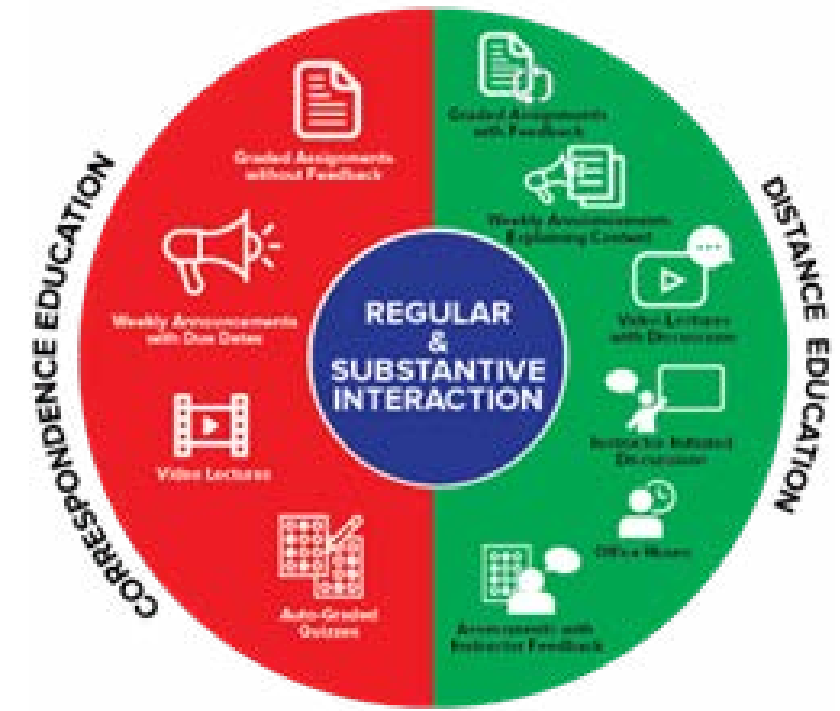 CORRESPONDENCE EDUCATION
Graded Assignments
without Feedback
Weekly Announcements
with Due Dates
Video Lectures
Auto-Graded
Quizzes
REGULAR
&
SUBSTANTIVE
INTERACTION
DISTANCE EDUCATION
Graded Assignments
with Feedback
Weekly Announcements
Explaining Content
Video Lectures
with Discussion
Instructor Initiated
Discussion
Office Hours
Assessments with
Instructor Feedback